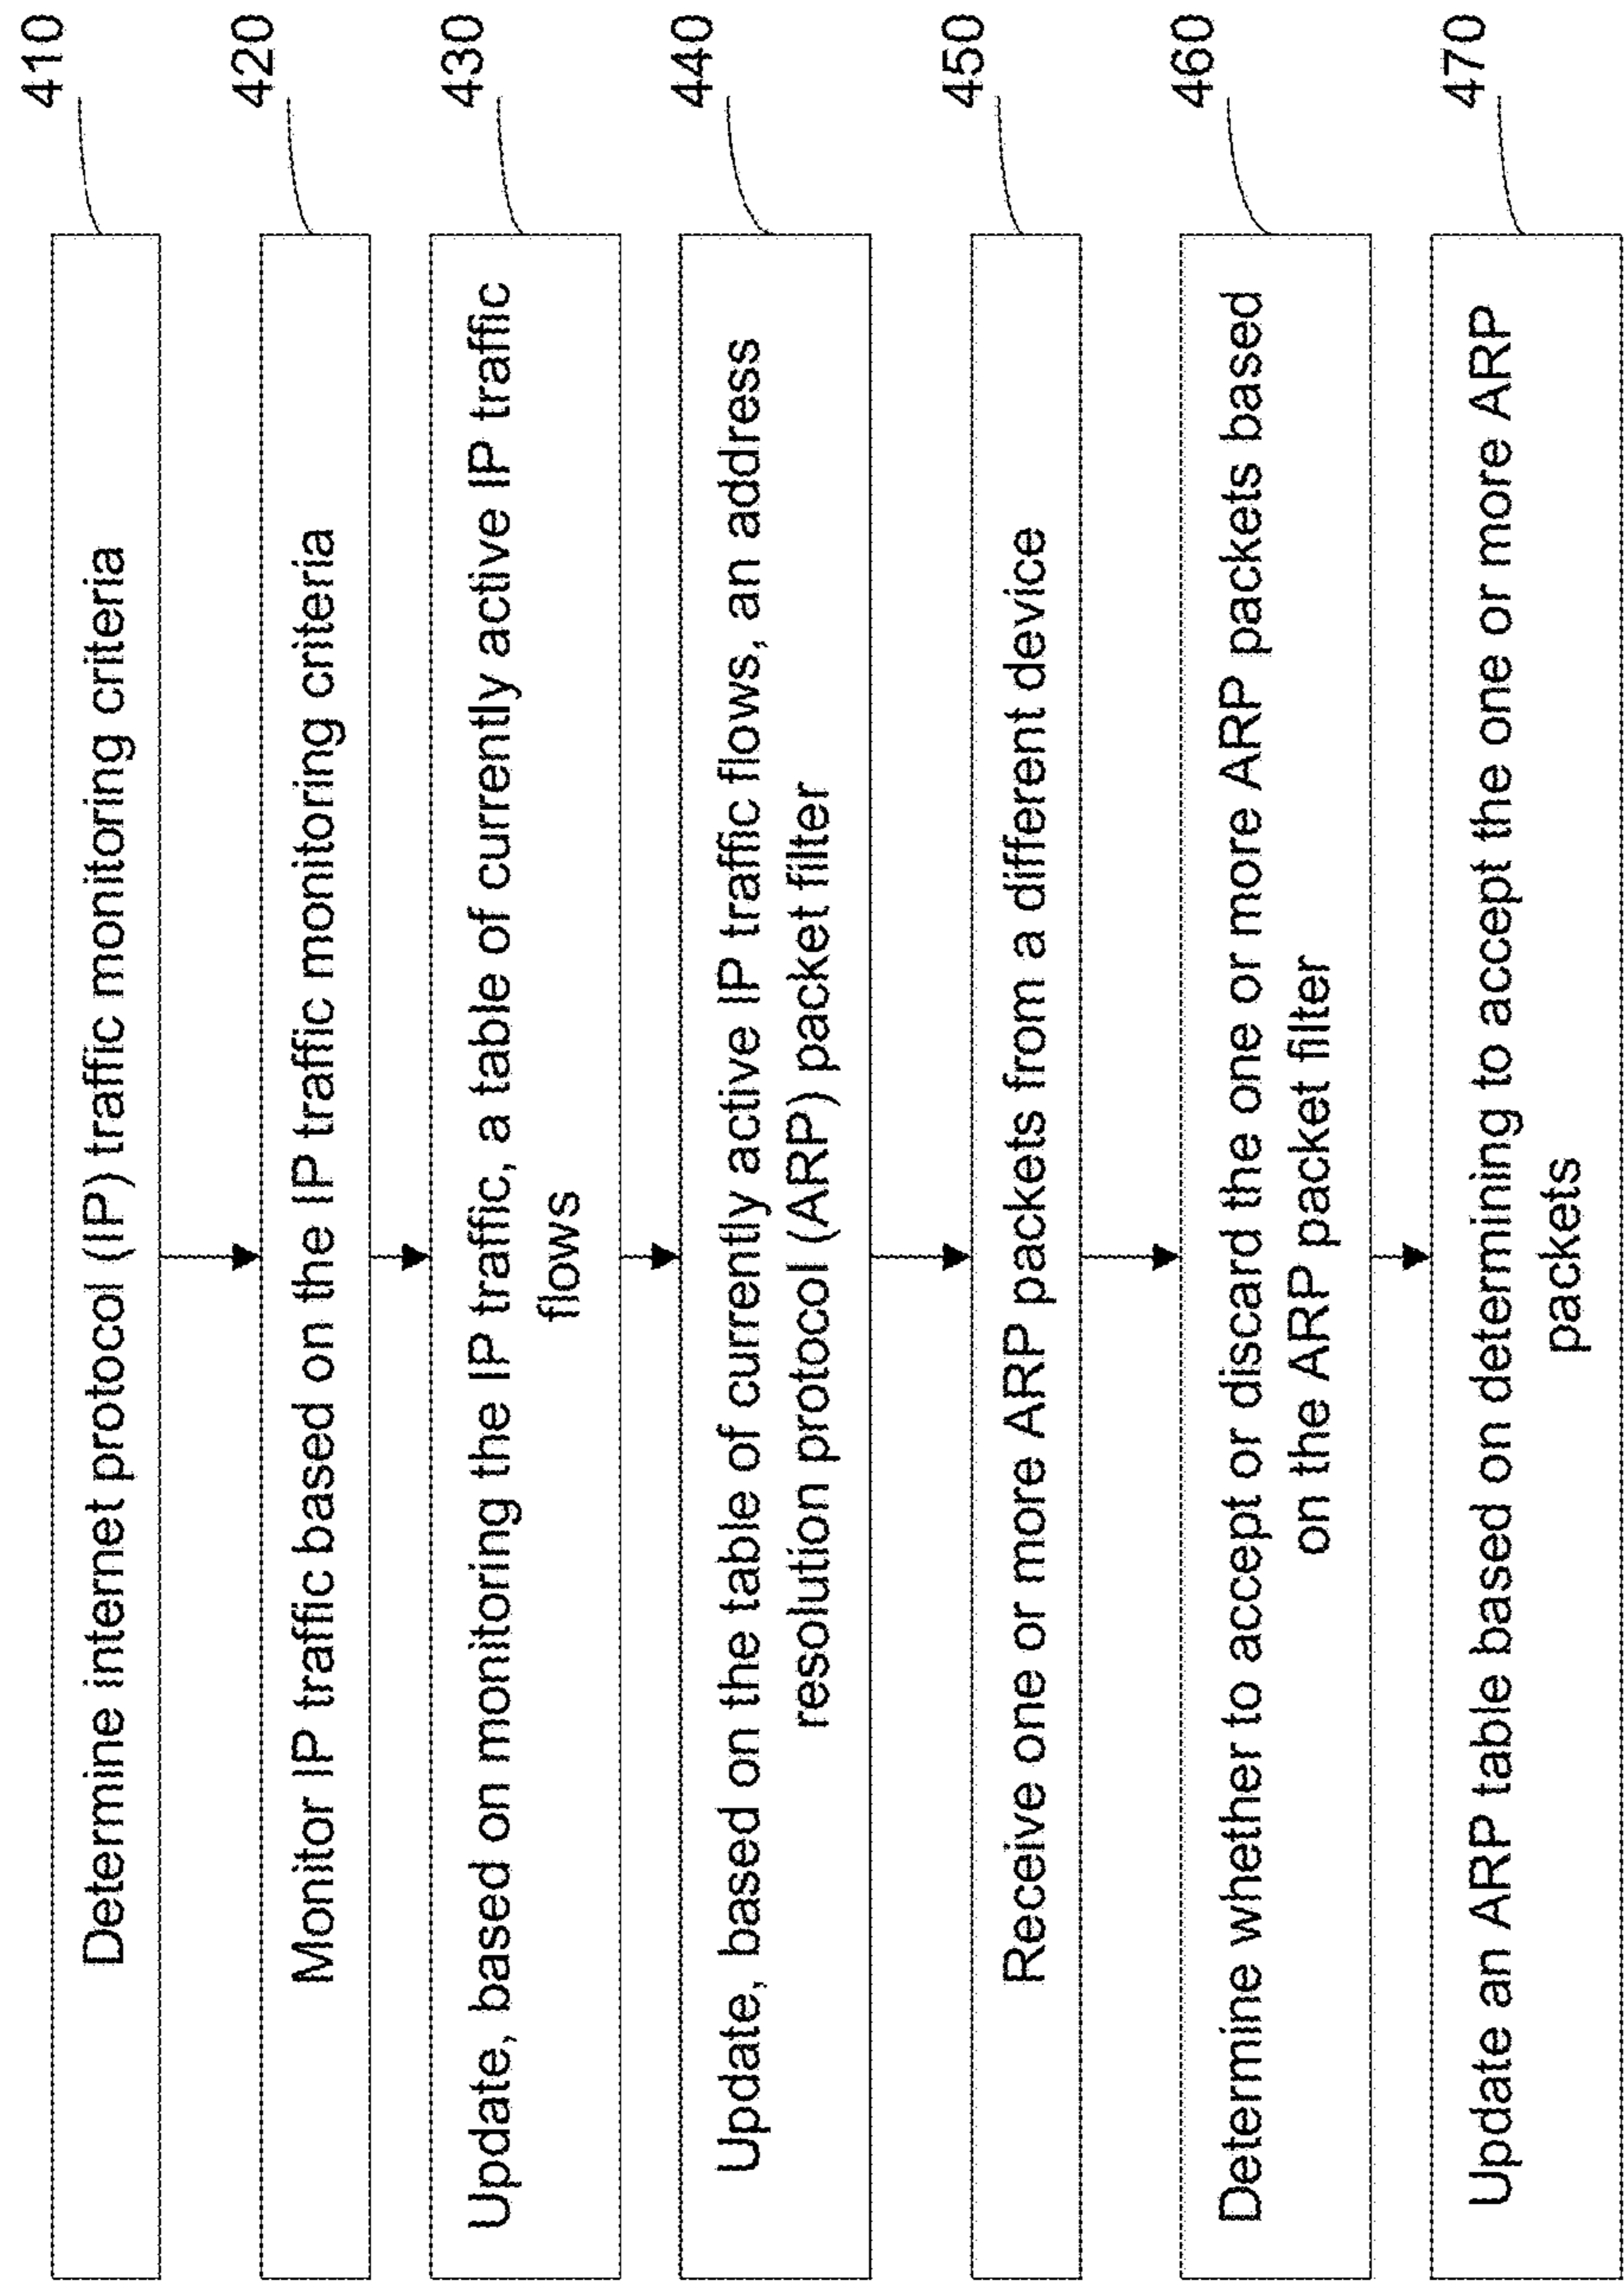 410
Determine internet protocol (IP) traffic monitoring criteria
420
Monitor IP traffic based on the IP traffic monitoring criteria
430
Update, based on monitoring the IP traffic, a table of currently active IP traffic
flows
440
Update, based on the table of currently active IP traffic flows, an address
resolution protocol (ARP) packet filter
450
Receive one or more ARP packets from a different device
460
Determine whether to accept or discard the one or more ARP packets based
on the ARP packet filter
470
Update an ARP table based on determining to accept the one or more ARP
packets